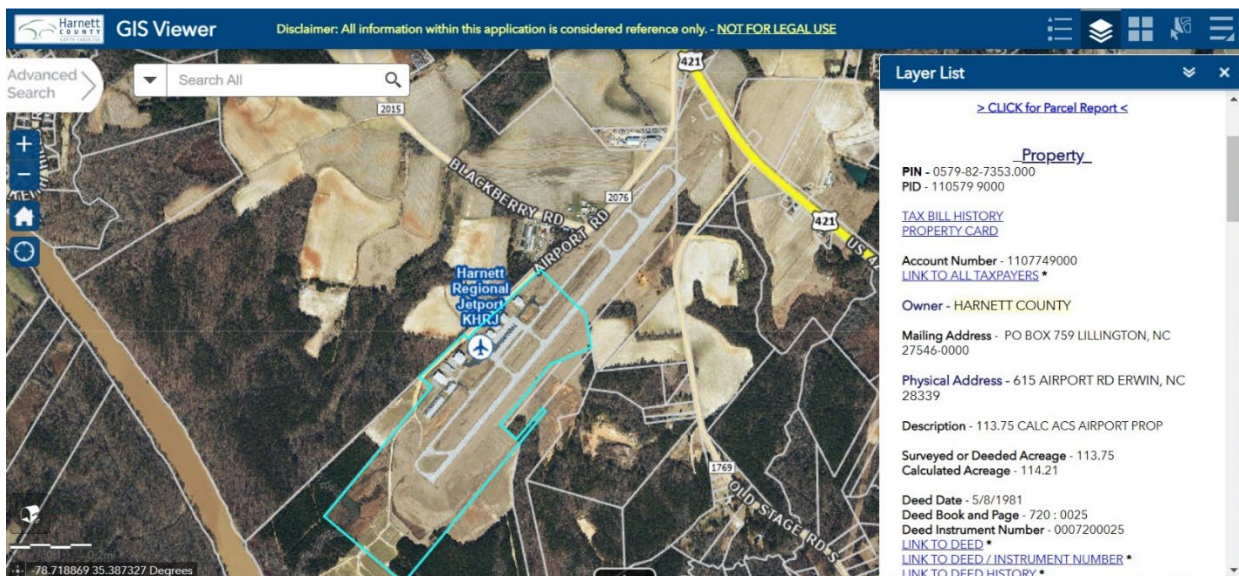 Harnett
COUNTY
NORTH CAROLINA
GIS Viewer
Disclaimer: All information within this application is considered reference only. - NOT FOR LEGAL USE
Advanced
Search
Search All
421
2015
BLACKBERRY RD
2076
AIRPORT RD
421
US 4
Harnett
Regional
Jetport
KHRJ
1769
OLD STAGE RD S
0.2mi
-78.718869 35.387327 Degrees
Layer List
> CLICK for Parcel Report <
Property
PIN - 0579-82-7353.000
PID - 110579 9000
TAX BILL HISTORY
PROPERTY CARD
Account Number - 1107749000
LINK TO ALL TAXPAYERS *
Owner - HARNETT COUNTY
Mailing Address - PO BOX 759 LILLINGTON, NC
27546-0000
Physical Address - 615 AIRPORT RD ERWIN, NC
28339
Description - 113.75 CALC ACS AIRPORT PROP
Surveyed or Deeded Acreage - 113.75
Calculated Acreage - 114.21
Deed Date - 5/8/1981
Deed Book and Page - 720 : 0025
Deed Instrument Number - 0007200025
LINK TO DEED *
LINK TO DEED / INSTRUMENT NUMBER *
LINK TO DEED HISTORY *